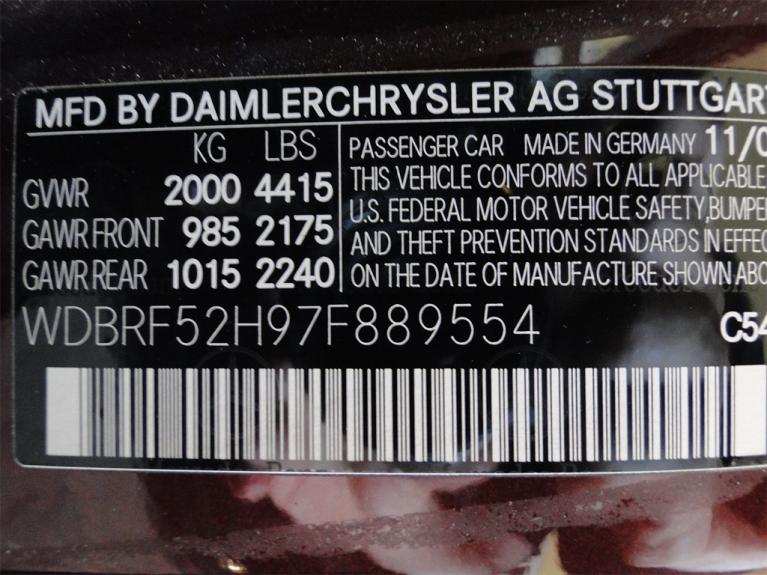 MFD BY DAIMLERCHRYSLER AG STUTTGART
KG LBS
GVWR 2000 4415
GAWR FRONT 985 2175
GAWR REAR 1015 2240
PASSENGER CAR MADE IN GERMANY 11/0
THIS VEHICLE CONFORMS TO ALL APPLICABLE
U.S. FEDERAL MOTOR VEHICLE SAFETY, BUMPER
AND THEFT PREVENTION STANDARDS IN EFFEC
ON THE DATE OF MANUFACTURE SHOWN ABO
WDBRF52H97F889554
C54